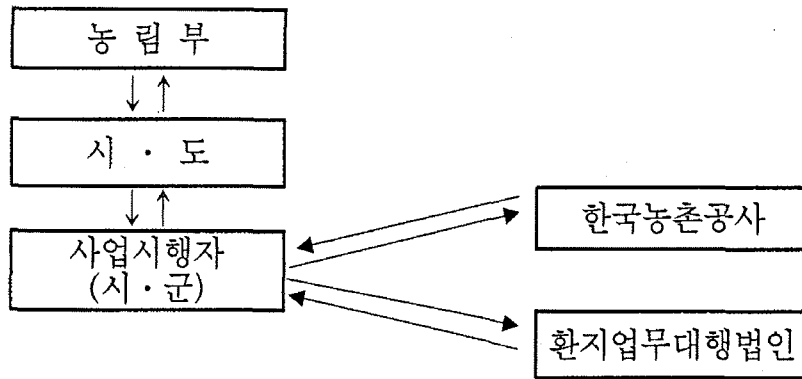 농 림 부
시 · 도
사업시행자
(시 · 군)
한국농촌공사
환지업무대행법인